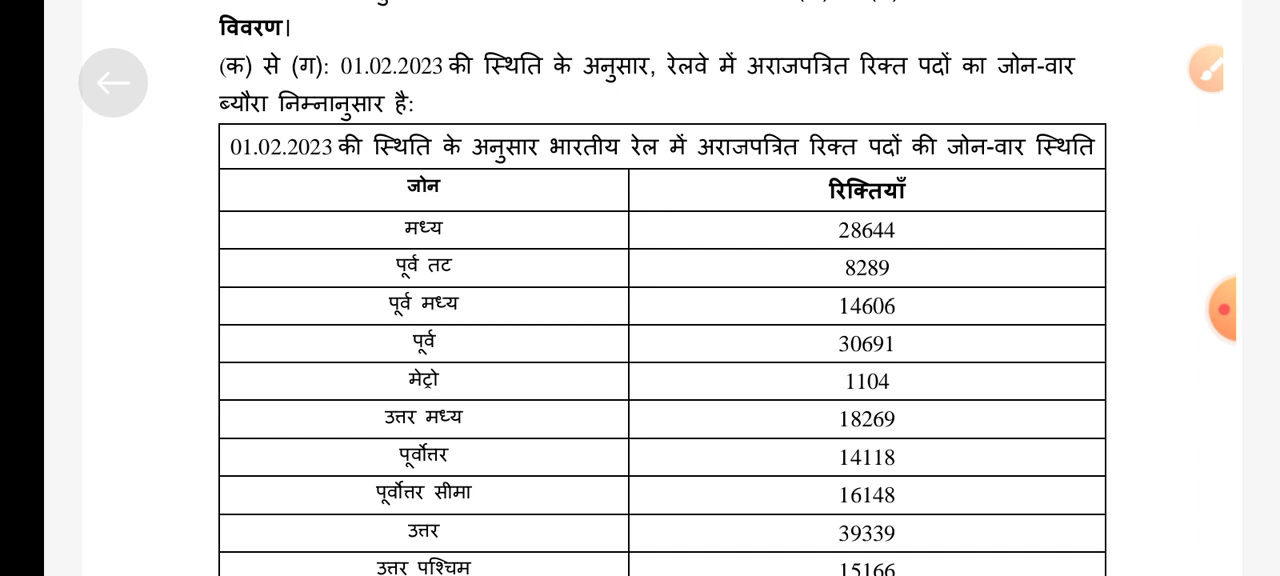 विवरण।
(क) से (ग): 01.02.2023 की स्थिति के अनुसार, रेलवे में अराजपत्रित रिक्त पदों का जोन-वार
ब्यौरा निम्नानुसार है:
01.02.2023 की स्थिति के अनुसार भारतीय रेल में अराजपत्रित रिक्त पदों की जोन-वार स्थिति
जोन रिक्तियाँ
मध्य 28644
पूर्व तट 8289
पूर्व मध्य 14606
पूर्व 30691
मेट्रो 1104
उत्तर मध्य 18269
पूर्वोत्तर 14118
पूर्वोत्तर सीमा 16148
उत्तर 39339
उत्तर पश्चिम 15166